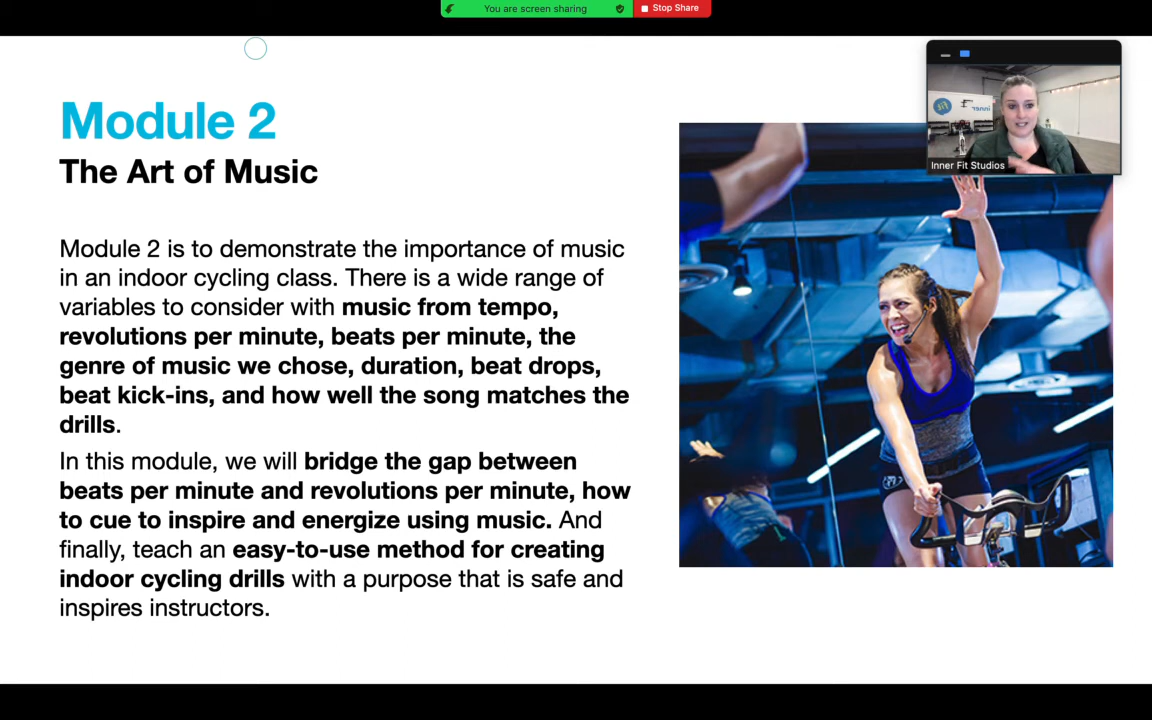 You are screen sharing
Stop Share
Module 2
The Art of Music
Module 2 is to demonstrate the importance of music
in an indoor cycling class. There is a wide range of
variables to consider with music from tempo,
revolutions per minute, beats per minute, the
genre of music we chose, duration, beat drops,
beat kick-ins, and how well the song matches the
drills.
In this module, we will bridge the gap between
beats per minute and revolutions per minute, how
to cue to inspire and energize using music. And
finally, teach an easy-to-use method for creating
indoor cycling drills with a purpose that is safe and
inspires instructors.
Inner Fit Studios